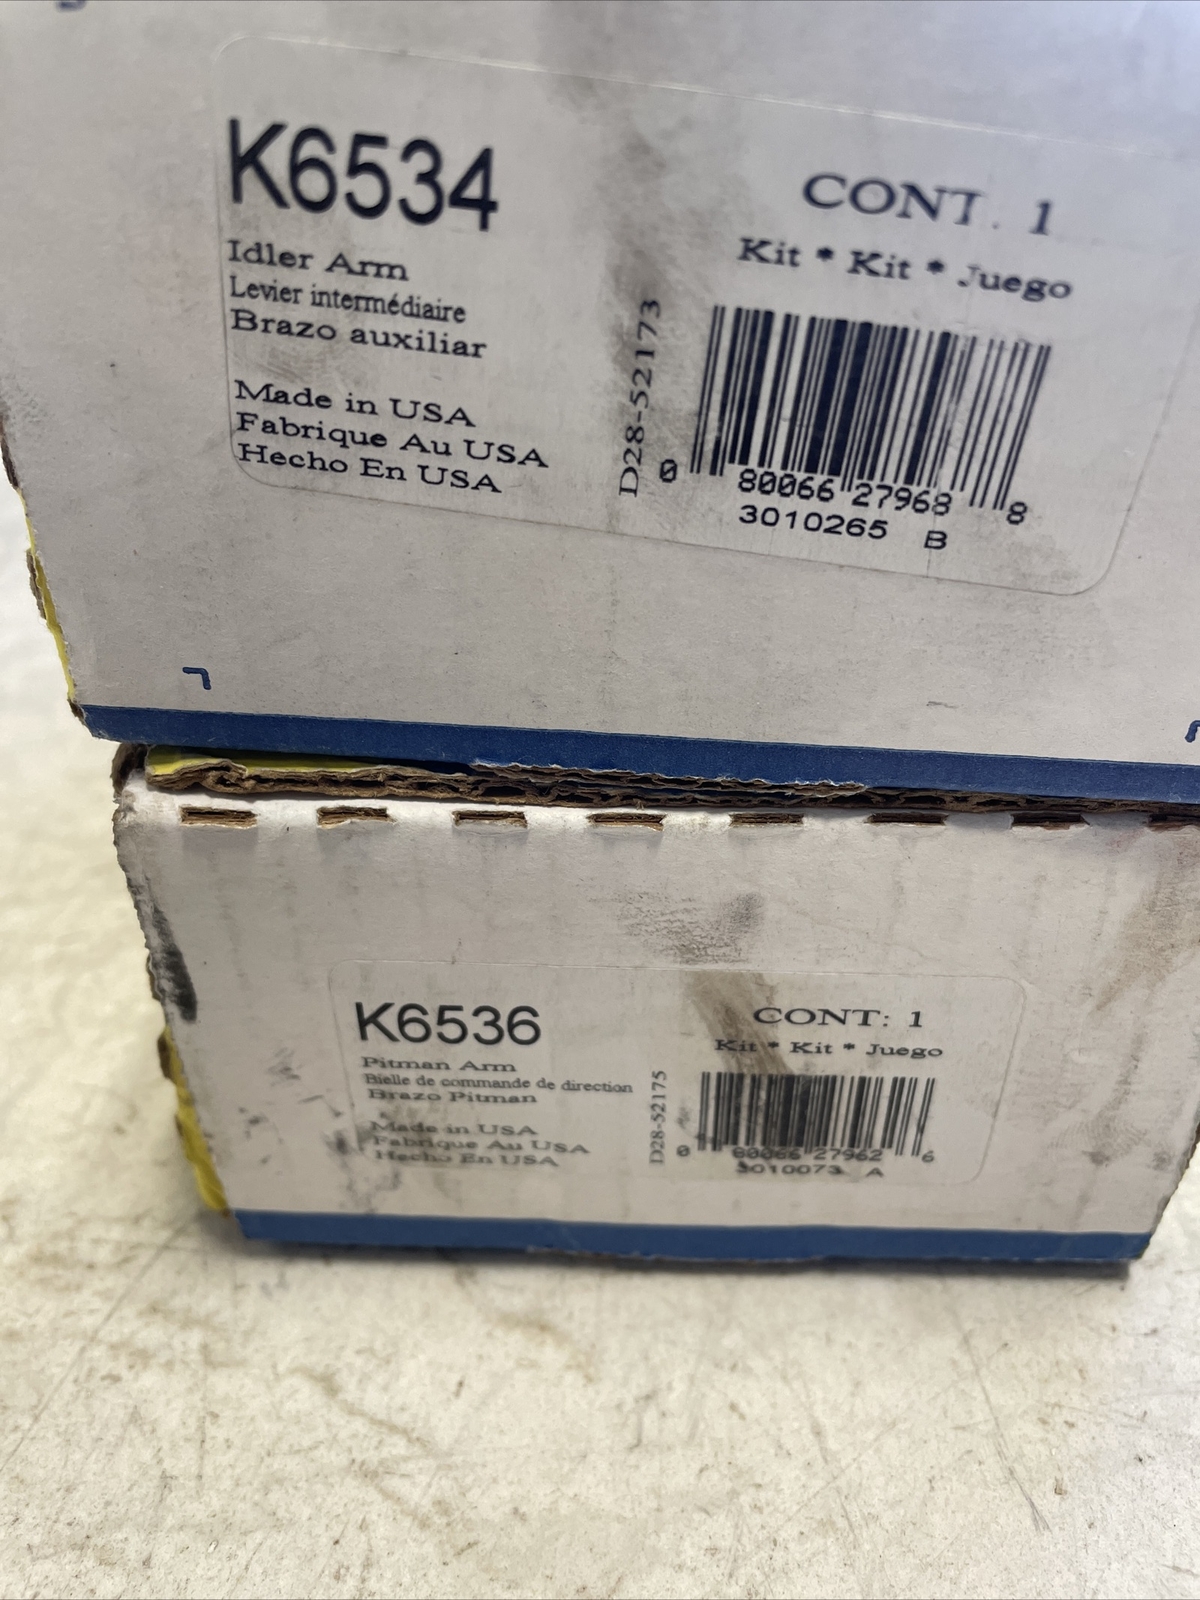 K6534
Idler Arm
Levier intermédiaire
Brazo auxiliar
Made in USA
Fabrique Au USA
Hecho En USA
CONT. 1
Kit * Kit * Juego
D28-52173
0 80066 27968 8
3010265 B
K6536
Pitman Arm
Bielle de commande de direction
Brazo Pitman
Made in USA
Fabrique Au USA
Hecho En USA
CONT: 1
Kit * Kit * Juego
D28-52175
0 80066 27962 6
3010073 A